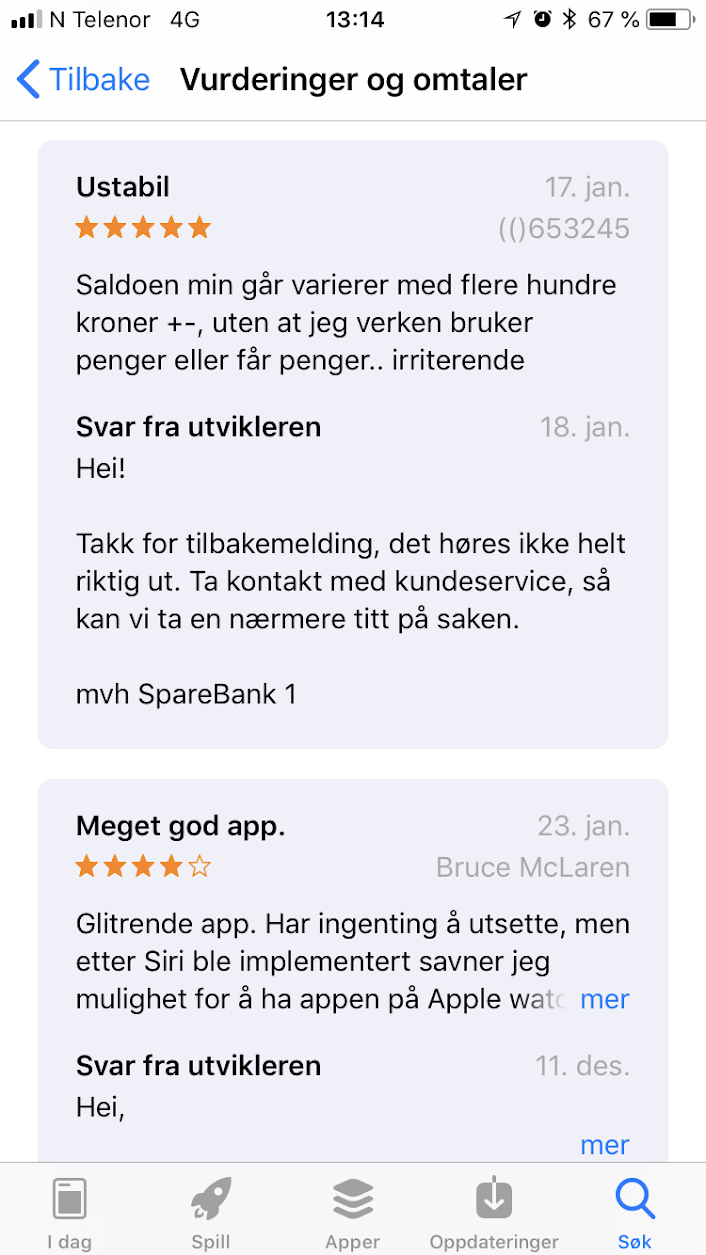 N Telenor 4G 13:14 67 %
Tilbake Vurderinger og omtaler
Ustabil 17. jan.
(()653245
Saldoen min går varierer med flere hundre
kroner +-, uten at jeg verken bruker
penger eller får penger.. irriterende
Svar fra utvikleren 18. jan.
Hei!
Takk for tilbakemelding, det høres ikke helt
riktig ut. Ta kontakt med kundeservice, så
kan vi ta en nærmere titt på saken.
mvh SpareBank 1
Meget god app. 23. jan.
Bruce McLaren
Glitrende app. Har ingenting å utsette, men
etter Siri ble implementert savner jeg
mulighet for å ha appen på Apple watc mer
Svar fra utvikleren 11. des.
Hei,
mer
I dag Spill Apper Oppdateringer Søk